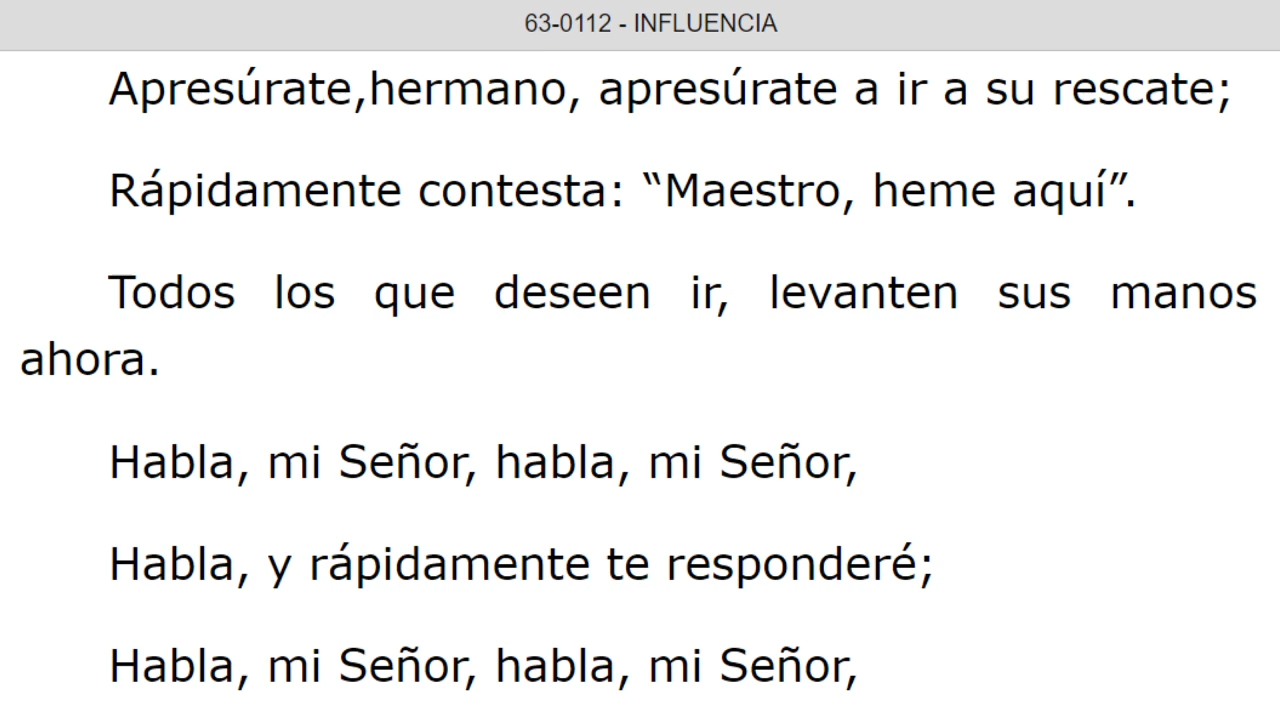 63-0112 - INFLUENCIA
Apresúrate,hermano, apresúrate a ir a su rescate;
Rápidamente contesta: “Maestro, heme aquí”.
Todos los que deseen ir, levanten sus manos
ahora.
Habla, mi Señor, habla, mi Señor,
Habla, y rápidamente te responderé;
Habla, mi Señor, habla, mi Señor,